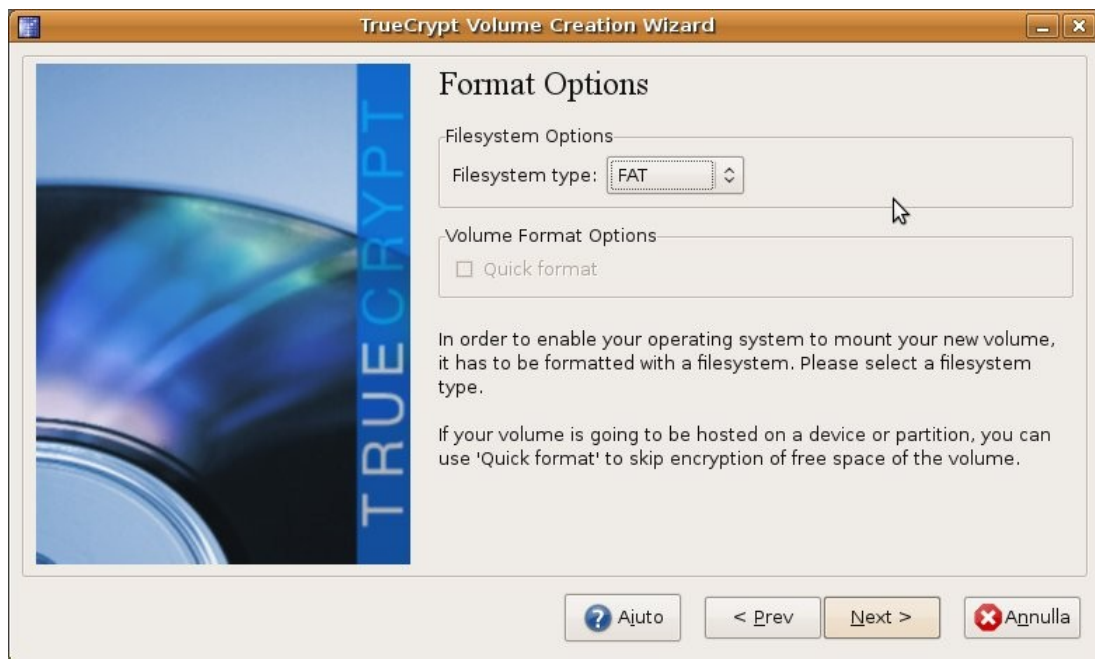 TrueCrypt Volume Creation Wizard
TRUECRYPT
Format Options
Filesystem Options
Filesystem type: FAT
Volume Format Options
Quick format
In order to enable your operating system to mount your new volume,
it has to be formatted with a filesystem. Please select a filesystem
type.
If your volume is going to be hosted on a device or partition, you can
use 'Quick format' to skip encryption of free space of the volume.
Aiuto < Prev Next > Annulla